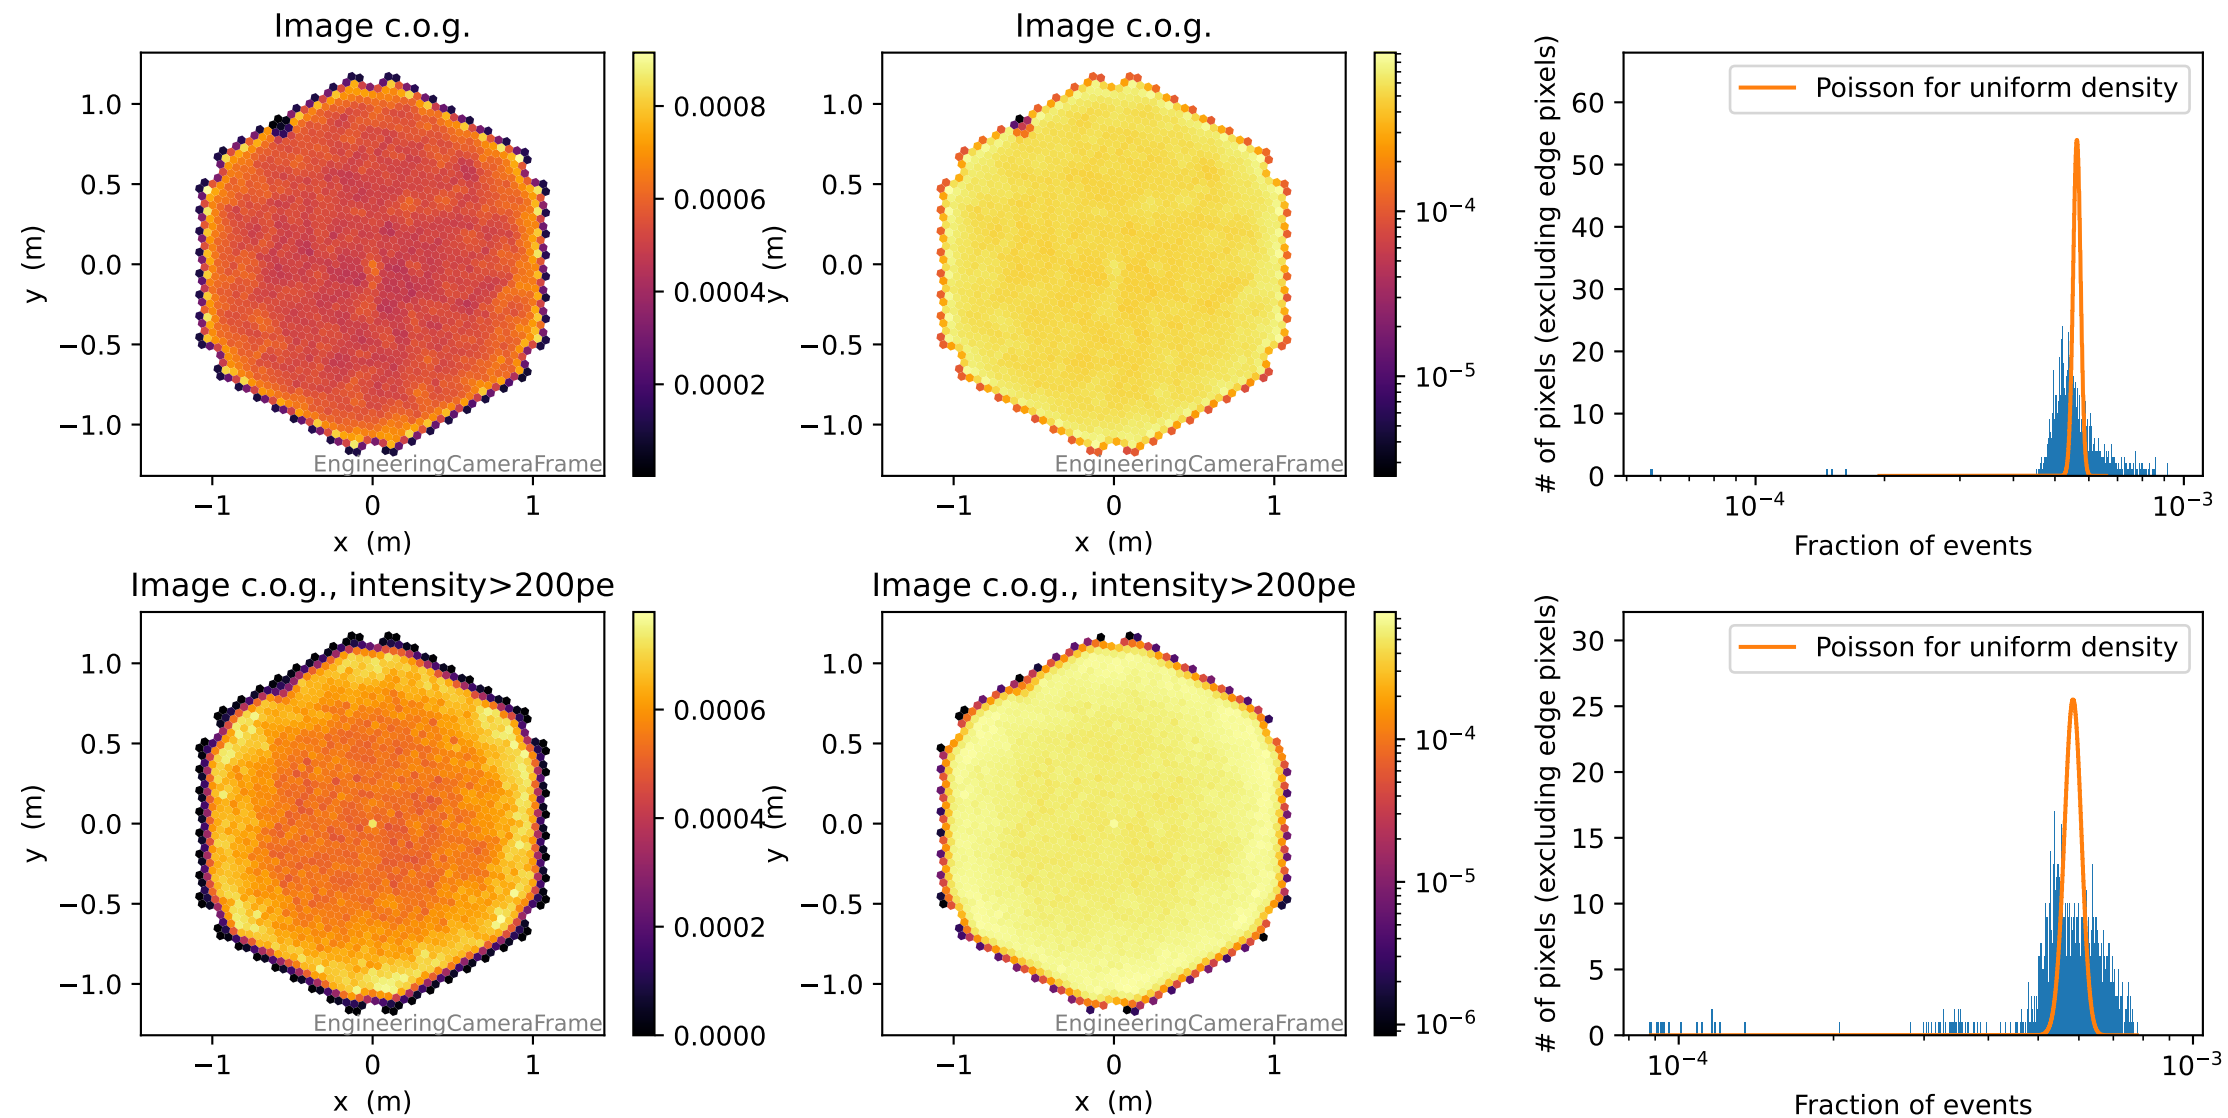 Image c.o.g.
1.0
0.5
0.0
−0.5
−1.0
y (m)
−1
0
1
x (m)
EngineeringCameraFrame
0.0008
0.0006
0.0004
0.0002
Image c.o.g.
1.0
0.5
0.0
−0.5
−1.0
y (m)
−1
0
1
x (m)
EngineeringCameraFrame
10⁻⁴
10⁻⁵
Poisson for uniform density
60
50
40
30
20
10
0
# of pixels (excluding edge pixels)
10⁻⁴
10⁻³
Fraction of events
Image c.o.g., intensity>200pe
1.0
0.5
0.0
−0.5
−1.0
y (m)
−1
0
1
x (m)
EngineeringCameraFrame
0.0006
0.0004
0.0002
0.0000
Image c.o.g., intensity>200pe
1.0
0.5
0.0
−0.5
−1.0
y (m)
−1
0
1
x (m)
EngineeringCameraFrame
10⁻⁴
10⁻⁵
10⁻⁶
Poisson for uniform density
30
25
20
15
10
5
0
# of pixels (excluding edge pixels)
10⁻⁴
10⁻³
Fraction of events